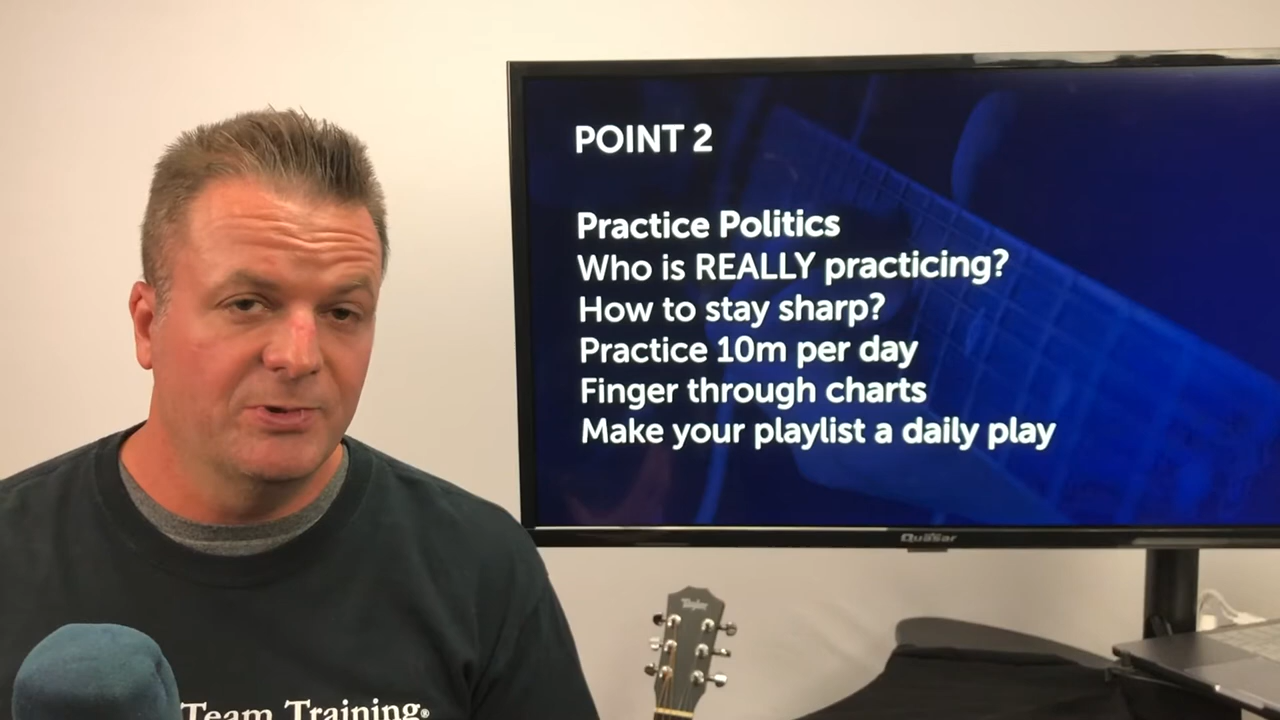 POINT 2
Practice Politics
Who is REALLY practicing?
How to stay sharp?
Practice 10m per day
Finger through charts
Make your playlist a daily play
Quasar
Taylor
Team Training®